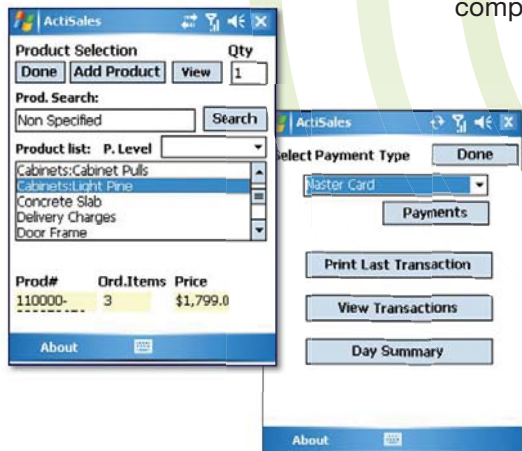 comp
ActiSales
Product Selection Qty
Done Add Product View 1
Prod. Search:
Non Specified Search
Product list: P. Level
Cabinets:Cabinet Pulls
Cabinets:Light Pine
Concrete Slab
Delivery Charges
Door Frame
Prod# Ord.Items Price
110000- 3 $1,799.0
About
ActiSales
elect Payment Type Done
Master Card
Payments
Print Last Transaction
View Transactions
Day Summary
About